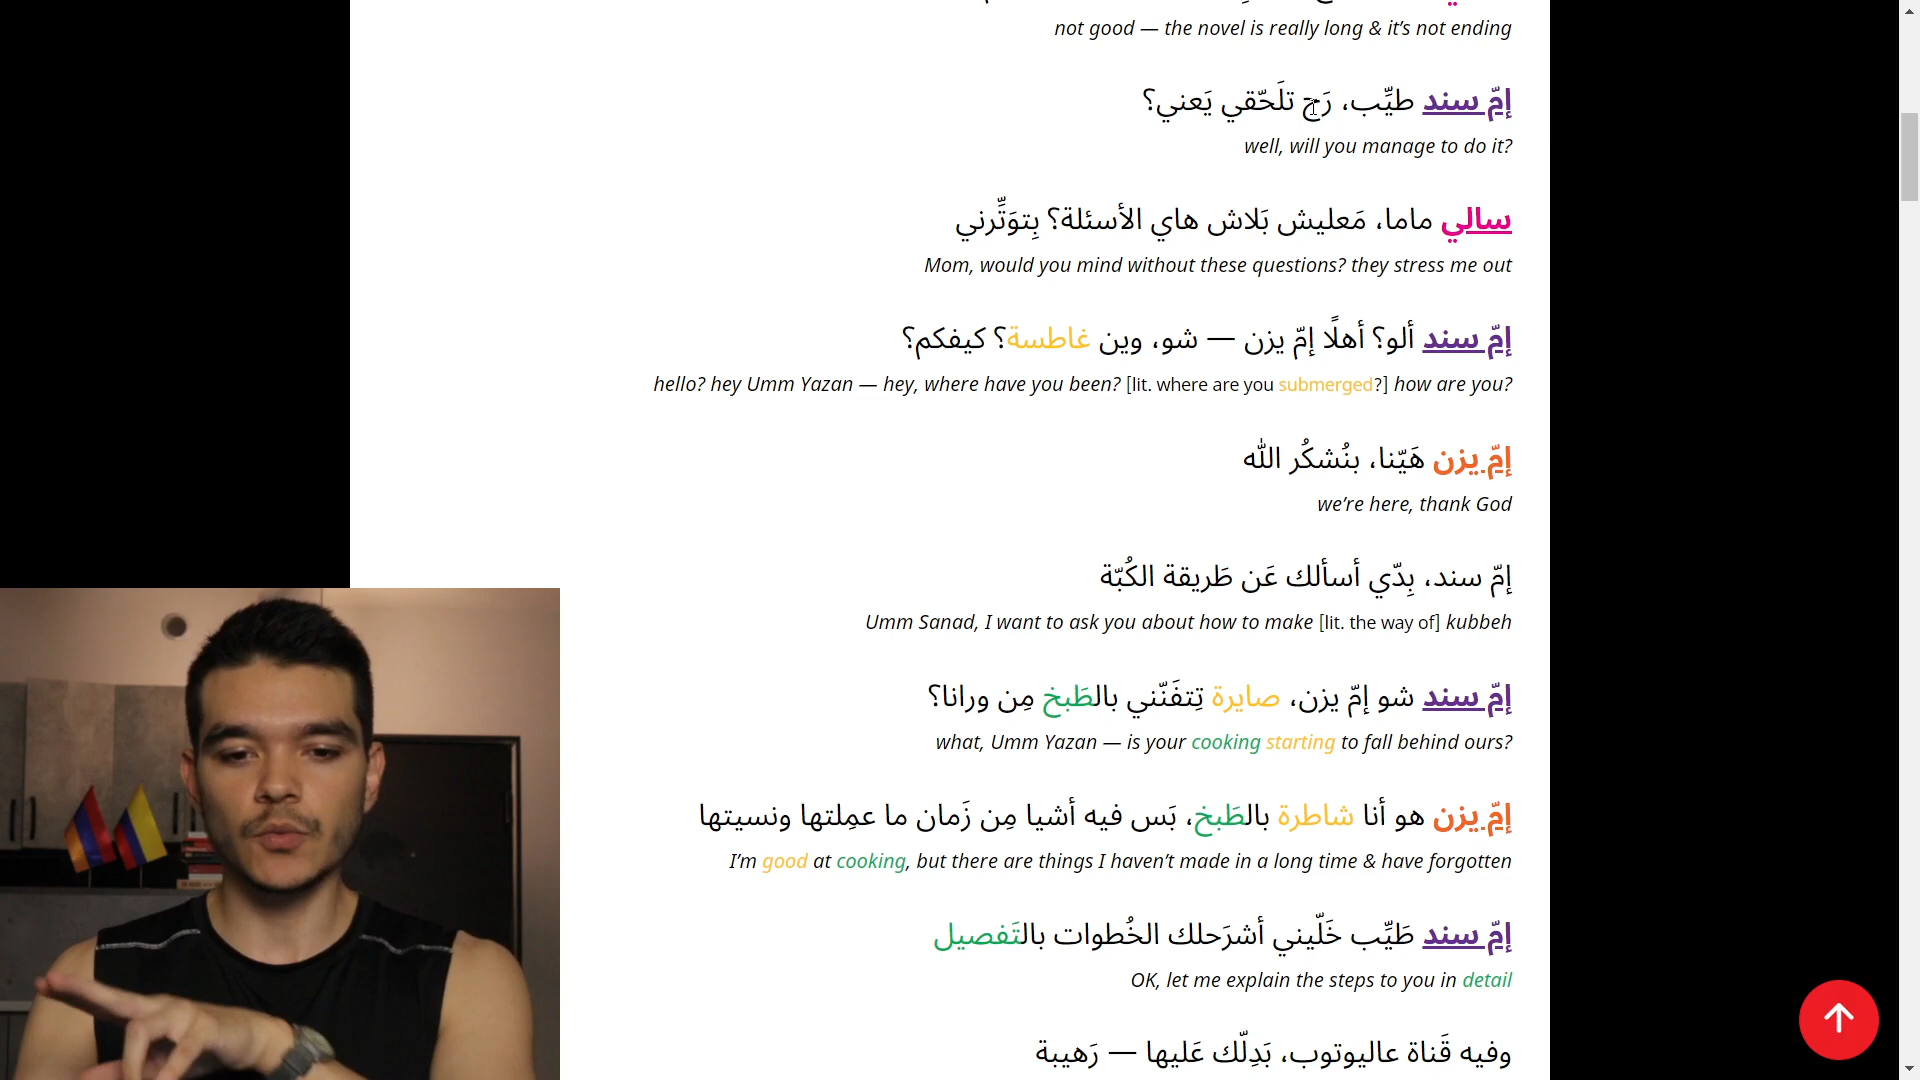 not good — the novel is really long & it’s not ending
إمّ سند طيِّب، رَح تلَحّقي يَعني؟
well, will you manage to do it?
سالي ماما، مَعليش بَلاش هاي الأسئلة؟ بِتوَتِّرني
Mom, would you mind without these questions? they stress me out
إمّ سند ألو؟ أهلًا إمّ يزن — شو، وين غاطسة؟ كيفكم؟
hello? hey Umm Yazan — hey, where have you been? [lit. where are you submerged?] how are you?
إمّ يزن هَيّنا، بنُشكُر الله
we’re here, thank God
إمّ سند، بِدّي أسألك عَن طَريقة الكُبّة
Umm Sanad, I want to ask you about how to make [lit. the way of] kubbeh
إمّ سند شو إمّ يزن، صايرة تِتفَنّني بالطَبخ مِن ورانا؟
what, Umm Yazan — is your cooking starting to fall behind ours?
إمّ يزن هو أنا شاطرة بالطَبخ، بَس فيه أشيا مِن زَمان ما عمِلتها ونسيتها
I’m good at cooking, but there are things I haven’t made in a long time & have forgotten
إمّ سند طَيِّب خَلّيني أشرَحلك الخُطوات بالتَفصيل
OK, let me explain the steps to you in detail
وفيه قَناة عاليوتوب، بَدِلّك عَليها — رَهيبة